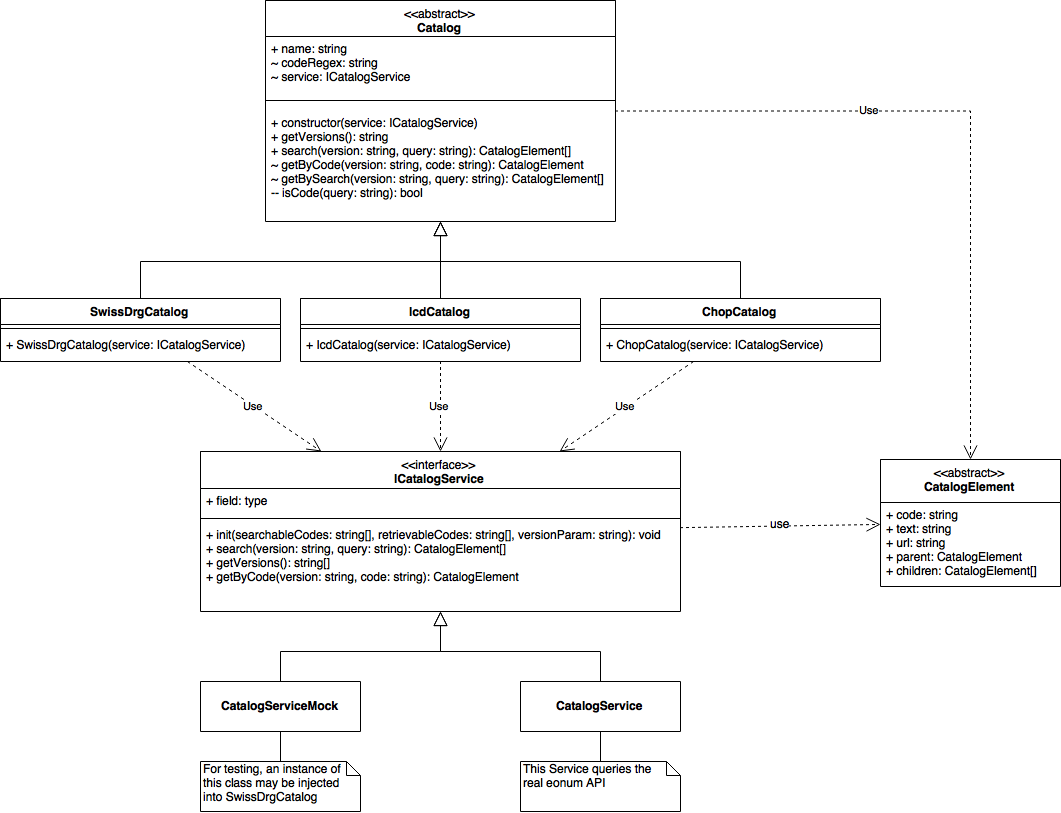 <<abstract>>
Catalog
+ name: string
~ codeRegex: string
~ service: ICatalogService
+ constructor(service: ICatalogService)
+ getVersions(): string
+ search(version: string, query: string): CatalogElement[]
~ getByCode(version: string, code: string): CatalogElement
~ getBySearch(version: string, query: string): CatalogElement[]
-- isCode(query: string): bool
Use
SwissDrgCatalog
+ SwissDrgCatalog(service: ICatalogService)
IcdCatalog
+ IcdCatalog(service: ICatalogService)
ChopCatalog
+ ChopCatalog(service: ICatalogService)
Use
Use
Use
<<interface>>
ICatalogService
+ field: type
+ init(searchableCodes: string[], retrievableCodes: string[], versionParam: string): void
+ search(version: string, query: string): CatalogElement[]
+ getVersions(): string[]
+ getByCode(version: string, code: string): CatalogElement
use
<<abstract>>
CatalogElement
+ code: string
+ text: string
+ url: string
+ parent: CatalogElement
+ children: CatalogElement[]
CatalogServiceMock
For testing, an instance of
this class may be injected
into SwissDrgCatalog
CatalogService
This Service queries the
real eonum API